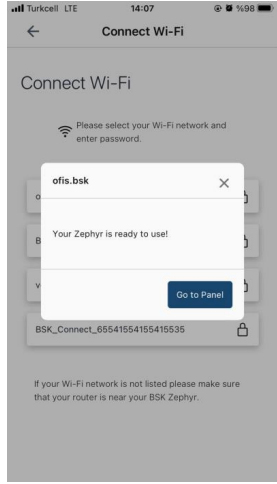 Turkcell LTE 14:07 %98
Connect Wi-Fi
Connect Wi-Fi
Please select your Wi-Fi network and
enter password.
ofis.bsk
Your Zephyr is ready to use!
Go to Panel
BSK_Connect_65541554155415535
If your Wi-Fi network is not listed please make sure
that your router is near your BSK Zephyr.